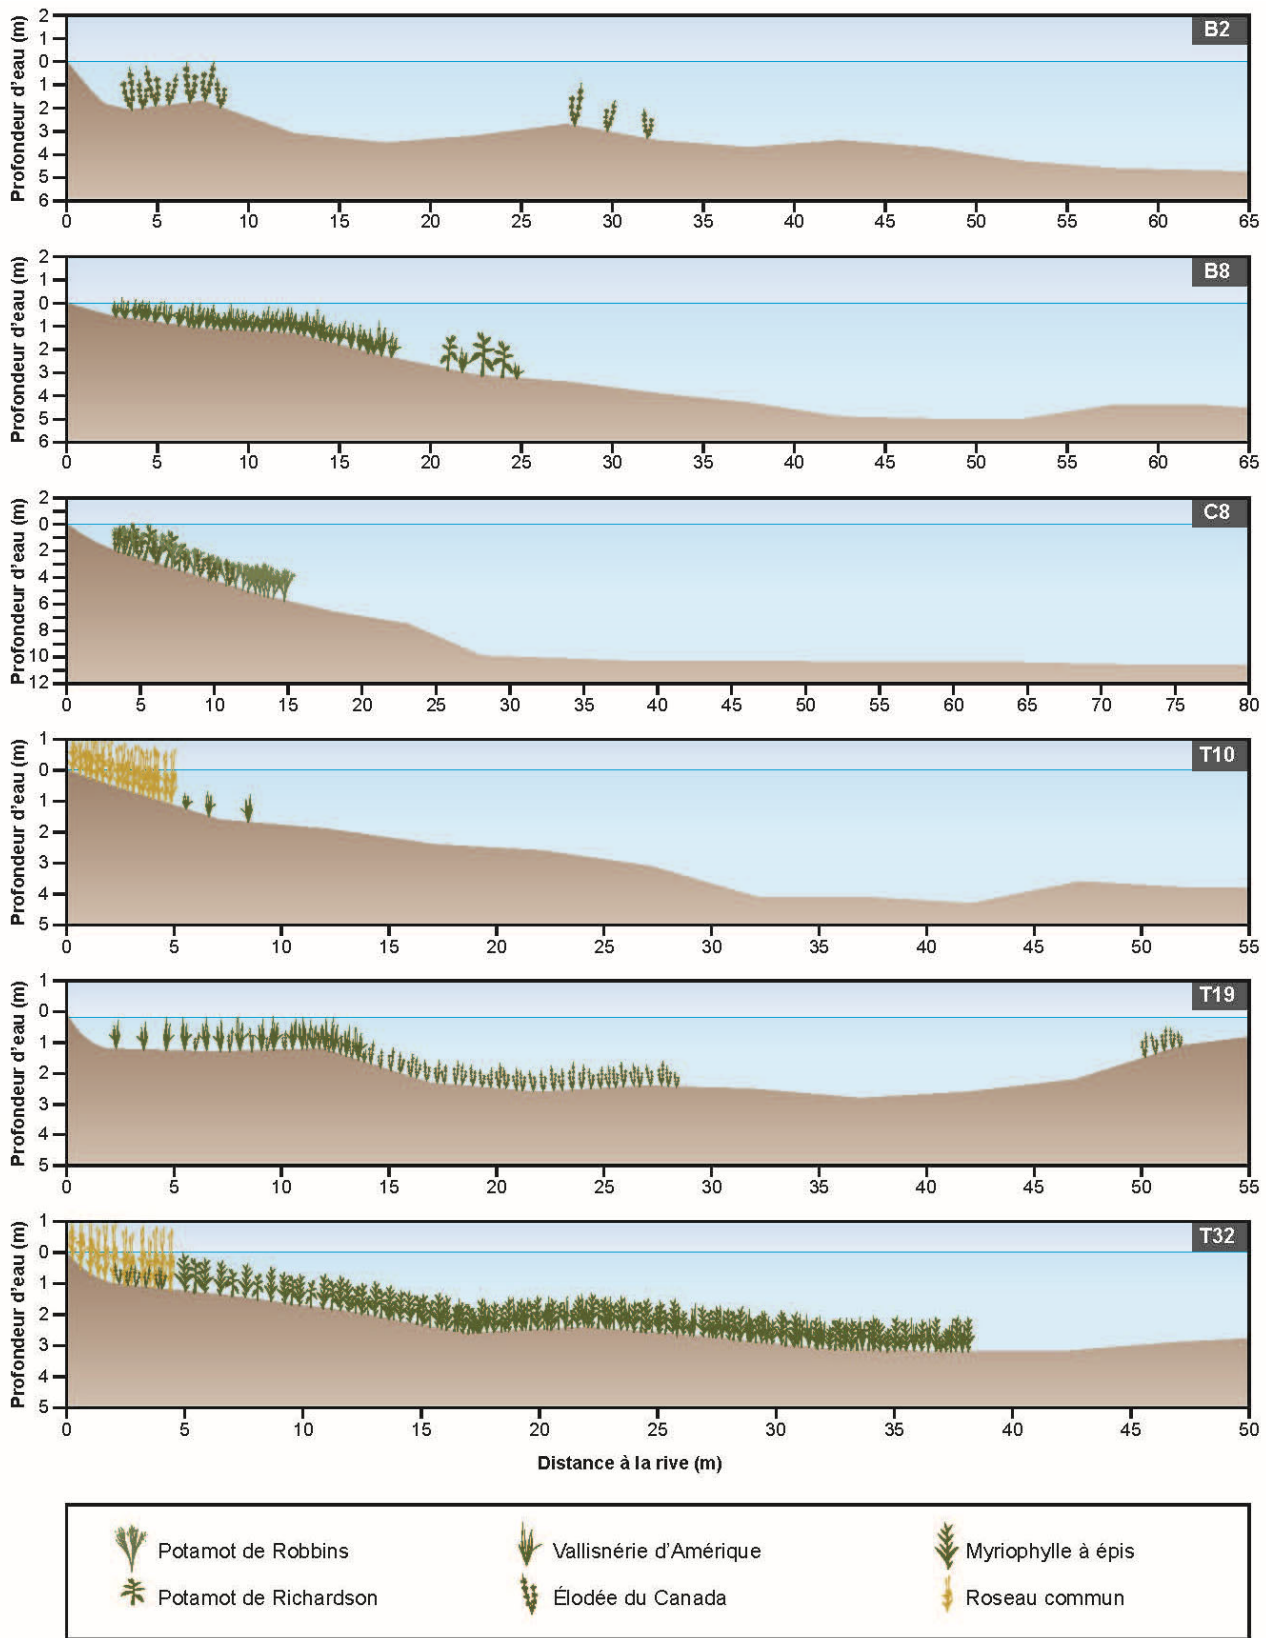 B2
Profondeur d'eau (m)
2
1
0
1
2
3
4
5
6
0 5 10 15 20 25 30 35 40 45 50 55 60 65
B8
Profondeur d'eau (m)
2
1
0
1
2
3
4
5
6
0 5 10 15 20 25 30 35 40 45 50 55 60 65
C8
Profondeur d'eau (m)
2
0
2
4
6
8
10
12
0 5 10 15 20 25 30 35 40 45 50 55 60 65 70 75 80
T10
Profondeur d'eau (m)
1
0
1
2
3
4
5
0 5 10 15 20 25 30 35 40 45 50 55
T19
Profondeur d'eau (m)
1
0
1
2
3
4
5
0 5 10 15 20 25 30 35 40 45 50 55
T32
Profondeur d'eau (m)
1
0
1
2
3
4
5
0 5 10 15 20 25 30 35 40 45 50
Distance à la rive (m)
Potamot de Robbins
Vallisnérie d'Amérique
Myriophylle à épis
Potamot de Richardson
Élodée du Canada
Roseau commun